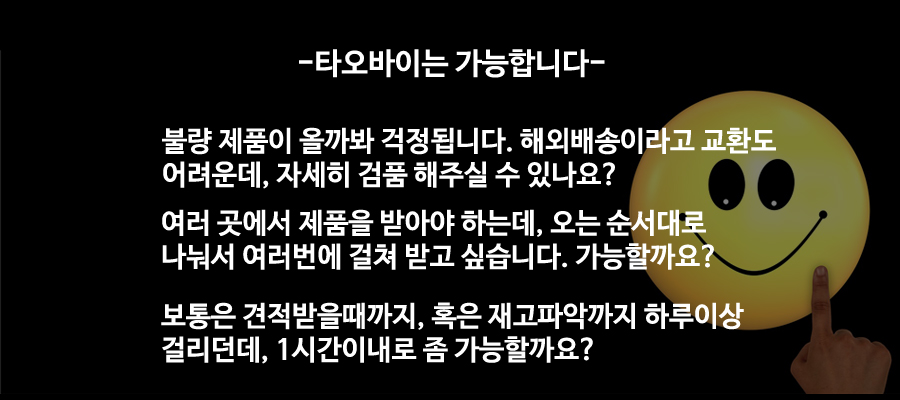 -타오바이는 가능합니다-
불량 제품이 올까봐 걱정됩니다. 해외배송이라고 교환도
어려운데, 자세히 검품 해주실 수 있나요?
여러 곳에서 제품을 받아야 하는데, 오는 순서대로
나눠서 여러번에 걸쳐 받고 싶습니다. 가능할까요?
보통은 견적받을때까지, 혹은 재고파악까지 하루이상
걸리던데, 1시간이내로 좀 가능할까요?